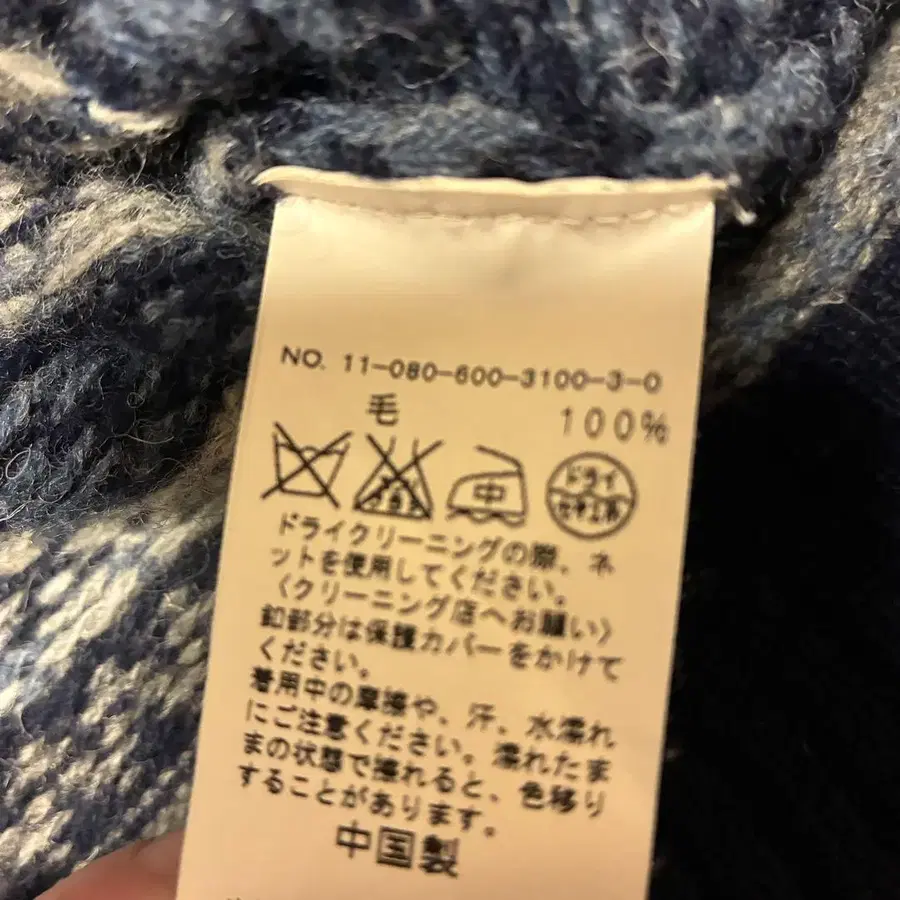 NO. 11-080-600-3100-3-0
毛 100%
中 ドライ
ドライクリーニングの際、ネ
ットを使用してください。
〈クリーニング店へお願い〉
釦部分は保護カバーをかけて
ください。
着用中の摩擦や、汗、水濡れ
にご注意ください。濡れたま
まの状態で擦れると、色移り
することがあります。
中国製